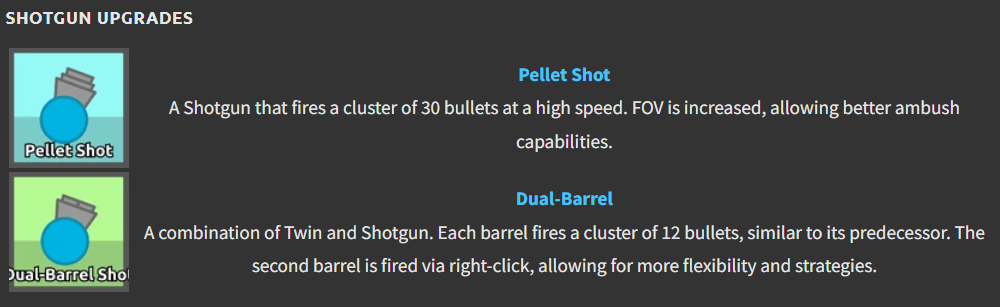 SHOTGUN UPGRADES
Pellet Shot
Pellet Shot
A Shotgun that fires a cluster of 30 bullets at a high speed. FOV is increased, allowing better ambush
capabilities.
Dual-Barrel Shot
Dual-Barrel
A combination of Twin and Shotgun. Each barrel fires a cluster of 12 bullets, similar to its predecessor. The
second barrel is fired via right-click, allowing for more flexibility and strategies.